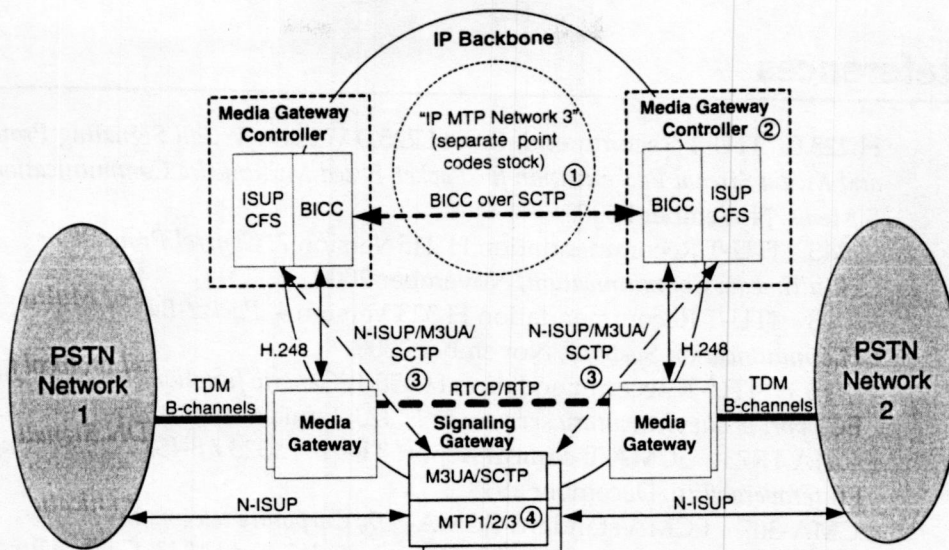 IP Backbone
Media Gateway
Controller
ISUP
CFS
BICC
"IP MTP Network 3"
(separate point
codes stock)
①
BICC over SCTP
Media Gateway
Controller ②
BICC
ISUP
CFS
PSTN
Network
1
TDM
B-channels
H.248
N-ISUP/M3UA/
SCTP
③
N-ISUP/M3UA/
SCTP
③
H.248
RTCP/RTP
Media
Gateway
Signaling
Gateway
M3UA/SCTP
MTP1/2/3 ④
Media
Gateway
TDM
B-channels
PSTN
Network
2
N-ISUP
N-ISUP